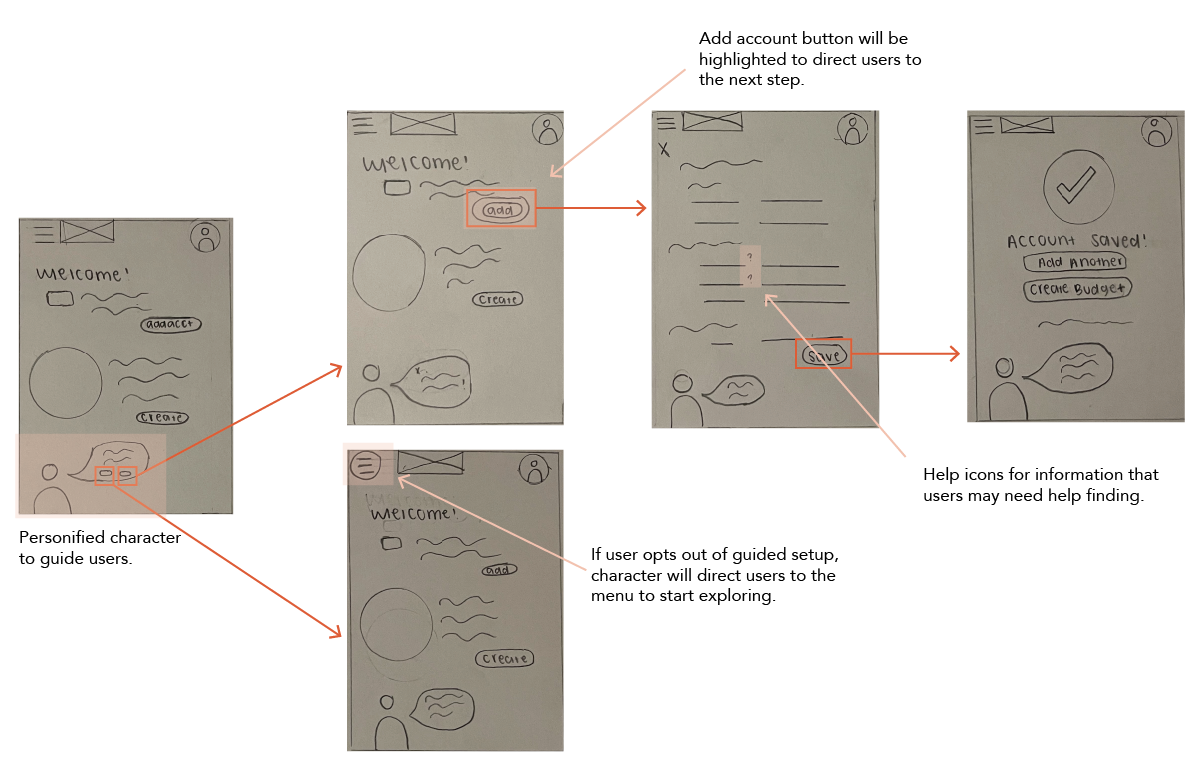 Add account button will be
highlighted to direct users to
the next step.
welcome!
add acct
create
Personified character
to guide users.
welcome!
add
create
x
!
X
?
?
save
Account saved!
Add Another
Create Budget
Help icons for information that
users may need help finding.
welcome!
add
create
If user opts out of guided setup,
character will direct users to the
menu to start exploring.